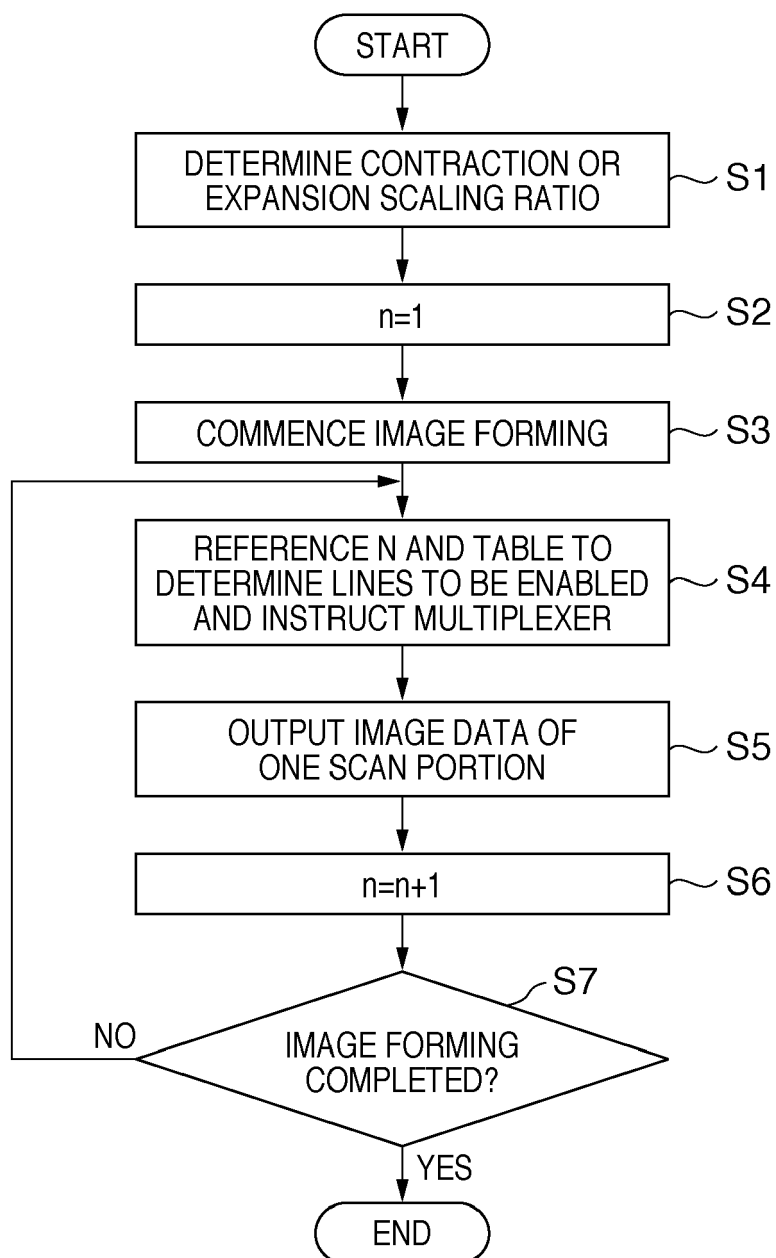 START
DETERMINE CONTRACTION OR
EXPANSION SCALING RATIO
S1
n=1
S2
COMMENCE IMAGE FORMING
S3
REFERENCE N AND TABLE TO
DETERMINE LINES TO BE ENABLED
AND INSTRUCT MULTIPLEXER
S4
OUTPUT IMAGE DATA OF
ONE SCAN PORTION
S5
n=n+1
S6
S7
NO
IMAGE FORMING
COMPLETED?
YES
END